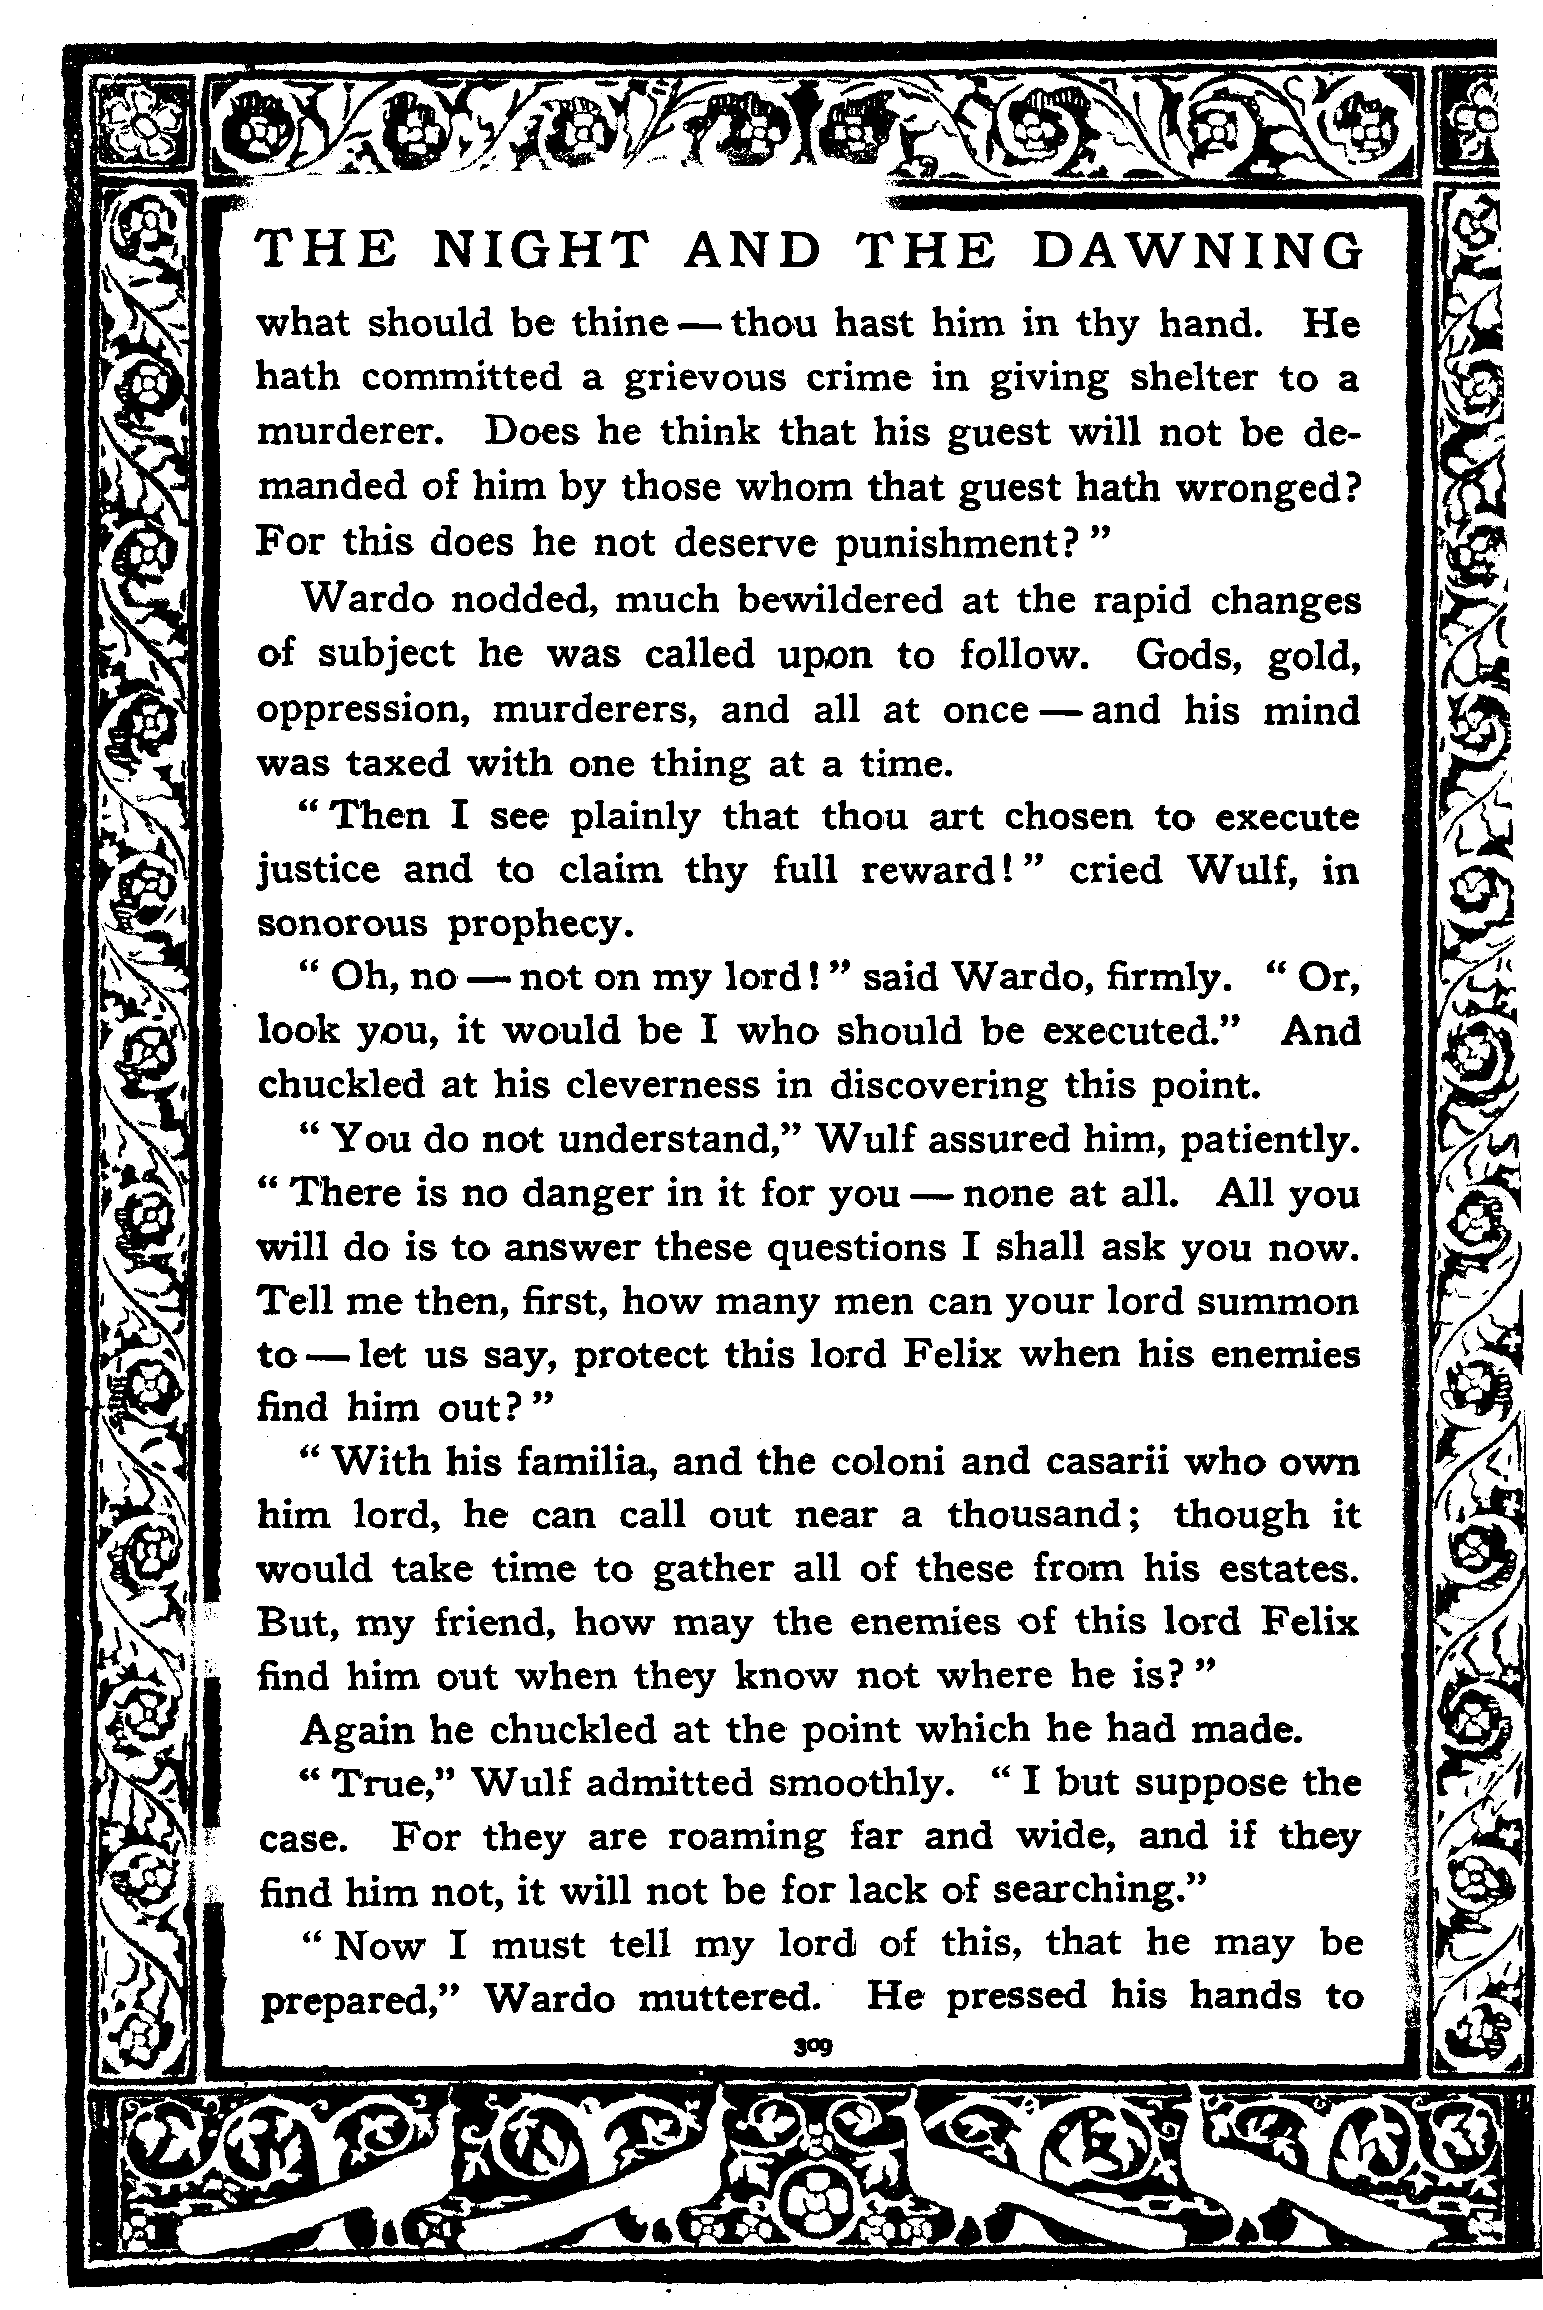 THE NIGHT AND THE DAWNING
what should be thine — thou hast him in thy hand. He
hath committed a grievous crime in giving shelter to a
murderer. Does he think that his guest will not be de-
manded of him by those whom that guest hath wronged?
For this does he not deserve punishment? ”
Wardo nodded, much bewildered at the rapid changes
of subject he was called upon to follow. Gods, gold,
oppression, murderers, and all at once — and his mind
was taxed with one thing at a time.
“ Then I see plainly that thou art chosen to execute
justice and to claim thy full reward! ” cried Wulf, in
sonorous prophecy.
“ Oh, no — not on my lord! ” said Wardo, firmly. “ Or,
look you, it would be I who should be executed.” And
chuckled at his cleverness in discovering this point.
“ You do not understand,” Wulf assured him, patiently.
“ There is no danger in it for you — none at all. All you
will do is to answer these questions I shall ask you now.
Tell me then, first, how many men can your lord summon
to — let us say, protect this lord Felix when his enemies
find him out? ”
“ With his familia, and the coloni and casarii who own
him lord, he can call out near a thousand; though it
would take time to gather all of these from his estates.
But, my friend, how may the enemies of this lord Felix
find him out when they know not where he is? ”
Again he chuckled at the point which he had made.
“ True,” Wulf admitted smoothly. “ I but suppose the
case. For they are roaming far and wide, and if they
find him not, it will not be for lack of searching.”
“ Now I must tell my lord of this, that he may be
prepared,” Wardo muttered. He pressed his hands to
309